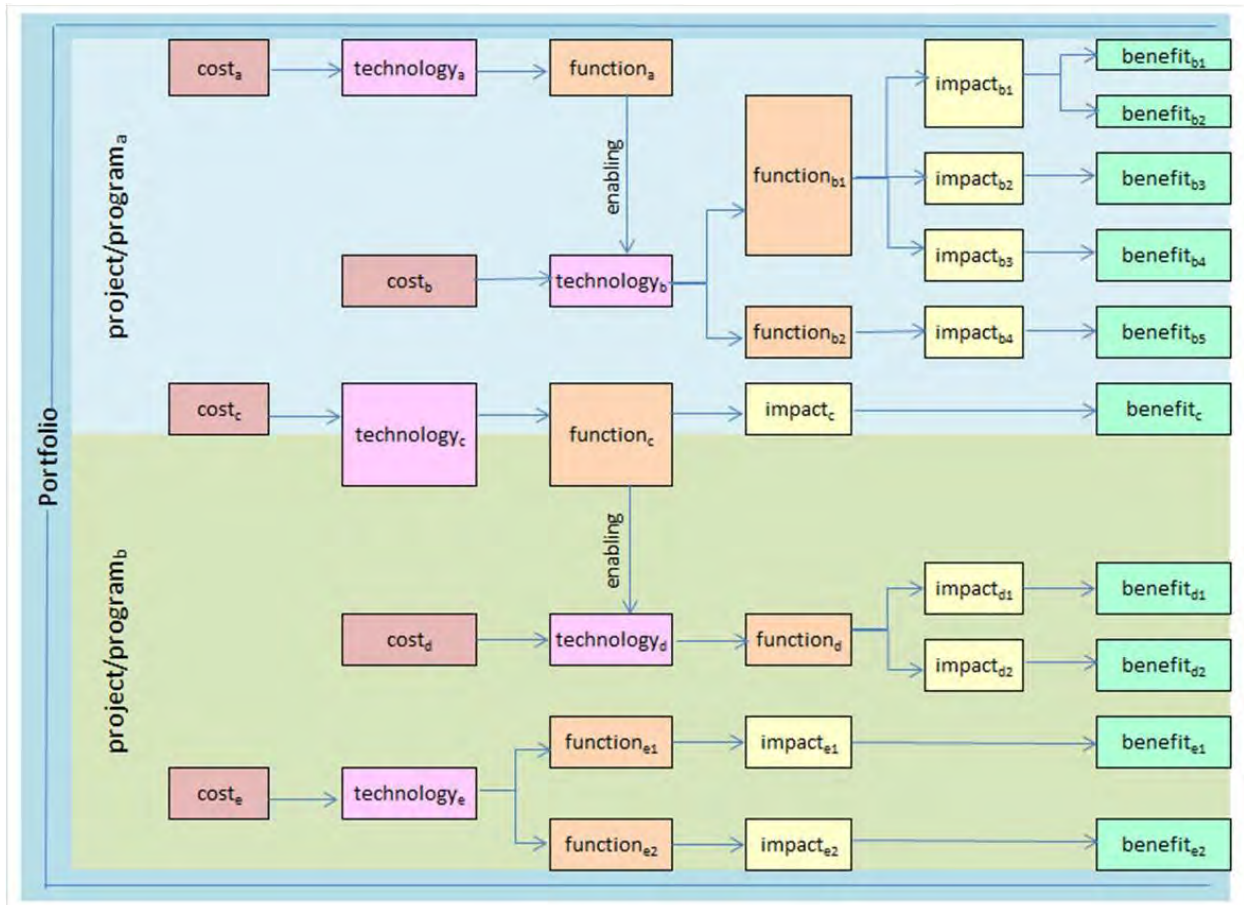 Portfolio
project/program_a
cost_a
technology_a
function_a
enabling
cost_b
technology_b
function_b1
function_b2
impact_b1
impact_b2
impact_b3
impact_b4
benefit_b1
benefit_b2
benefit_b3
benefit_b4
benefit_b5
cost_c
technology_c
function_c
impact_c
benefit_c
project/program_b
enabling
cost_d
technology_d
function_d
impact_d1
benefit_d1
impact_d2
benefit_d2
cost_e
technology_e
function_e1
impact_e1
benefit_e1
function_e2
impact_e2
benefit_e2